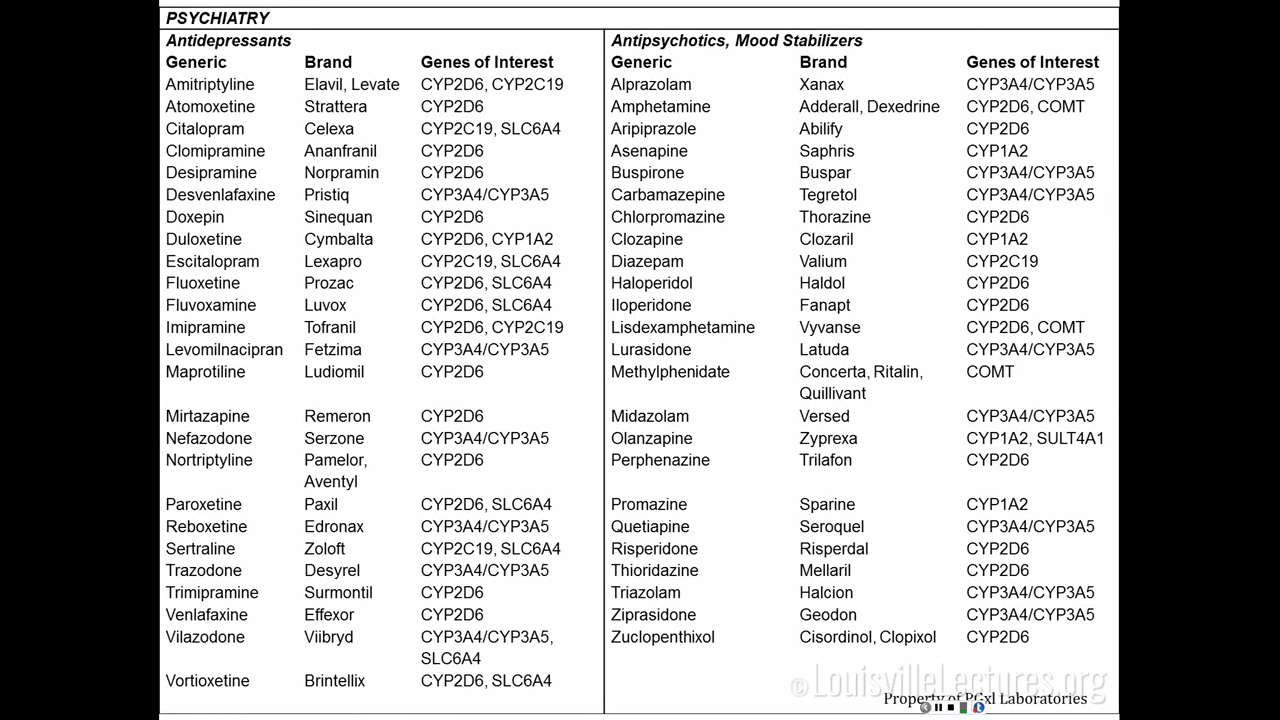 PSYCHIATRY
Antidepressants
Generic Brand Genes of Interest
Amitriptyline Elavil, Levate CYP2D6, CYP2C19
Atomoxetine Strattera CYP2D6
Citalopram Celexa CYP2C19, SLC6A4
Clomipramine Ananfranil CYP2D6
Desipramine Norpramin CYP2D6
Desvenlafaxine Pristiq CYP3A4/CYP3A5
Doxepin Sinequan CYP2D6
Duloxetine Cymbalta CYP2D6, CYP1A2
Escitalopram Lexapro CYP2C19, SLC6A4
Fluoxetine Prozac CYP2D6, SLC6A4
Fluvoxamine Luvox CYP2D6, SLC6A4
Imipramine Tofranil CYP2D6, CYP2C19
Levomilnacipran Fetzima CYP3A4/CYP3A5
Maprotiline Ludiomil CYP2D6
Mirtazapine Remeron CYP2D6
Nefazodone Serzone CYP3A4/CYP3A5
Nortriptyline Pamelor, CYP2D6
Aventyl
Paroxetine Paxil CYP2D6, SLC6A4
Reboxetine Edronax CYP3A4/CYP3A5
Sertraline Zoloft CYP2C19, SLC6A4
Trazodone Desyrel CYP3A4/CYP3A5
Trimipramine Surmontil CYP2D6
Venlafaxine Effexor CYP2D6
Vilazodone Viibryd CYP3A4/CYP3A5,
SLC6A4
Vortioxetine Brintellix CYP2D6, SLC6A4
Antipsychotics, Mood Stabilizers
Generic Brand Genes of Interest
Alprazolam Xanax CYP3A4/CYP3A5
Amphetamine Adderall, Dexedrine CYP2D6, COMT
Aripiprazole Abilify CYP2D6
Asenapine Saphris CYP1A2
Buspirone Buspar CYP3A4/CYP3A5
Carbamazepine Tegretol CYP3A4/CYP3A5
Chlorpromazine Thorazine CYP2D6
Clozapine Clozaril CYP1A2
Diazepam Valium CYP2C19
Haloperidol Haldol CYP2D6
Iloperidone Fanapt CYP2D6
Lisdexamphetamine Vyvanse CYP2D6, COMT
Lurasidone Latuda CYP3A4/CYP3A5
Methylphenidate Concerta, Ritalin, COMT
Quillivant
Midazolam Versed CYP3A4/CYP3A5
Olanzapine Zyprexa CYP1A2, SULT4A1
Perphenazine Trilafon CYP2D6
Promazine Sparine CYP1A2
Quetiapine Seroquel CYP3A4/CYP3A5
Risperidone Risperdal CYP2D6
Thioridazine Mellaril CYP2D6
Triazolam Halcion CYP3A4/CYP3A5
Ziprasidone Geodon CYP3A4/CYP3A5
Zuclopenthixol Cisordinol, Clopixol CYP2D6
© LouisvilleLectures.org
Property of PGxl Laboratories